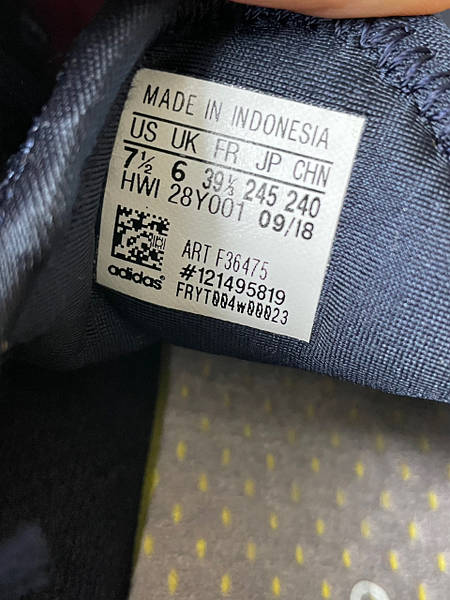 MADE IN INDONESIA
US UK FR JP CHN
7½ 6 39⅓ 245 240
HWI 28Y001 09/18
ART F36475
#121495819
adidas
FRYT004w00023